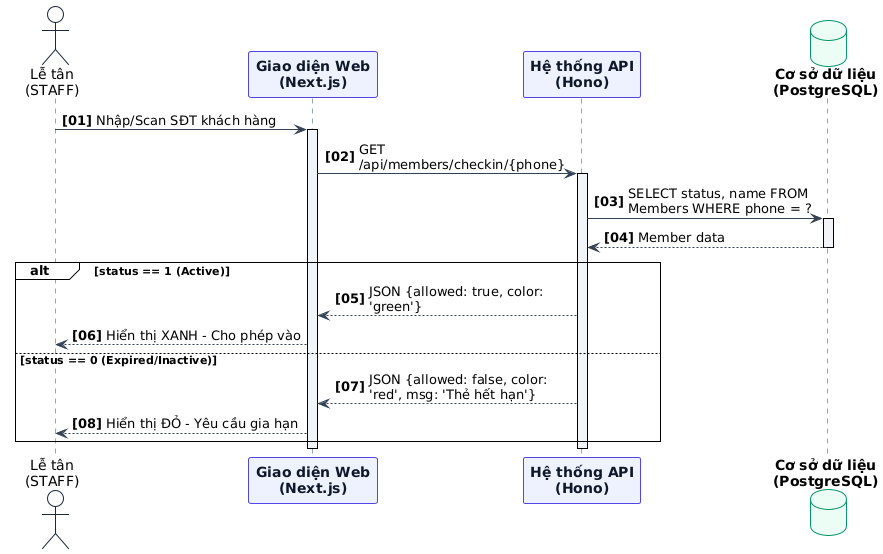 Lễ tân
(STAFF)
Giao diện Web
(Next.js)
Hệ thống API
(Hono)
Cơ sở dữ liệu
(PostgreSQL)
[01] Nhập/Scan SĐT khách hàng
[02] GET
/api/members/checkin/{phone}
[03] SELECT status, name FROM
Members WHERE phone = ?
[04] Member data
alt [status == 1 (Active)]
[05] JSON {allowed: true, color:
'green'}
[06] Hiển thị XANH - Cho phép vào
[status == 0 (Expired/Inactive)]
[07] JSON {allowed: false, color:
'red', msg: 'Thẻ hết hạn'}
[08] Hiển thị ĐỎ - Yêu cầu gia hạn
Lễ tân
(STAFF)
Giao diện Web
(Next.js)
Hệ thống API
(Hono)
Cơ sở dữ liệu
(PostgreSQL)